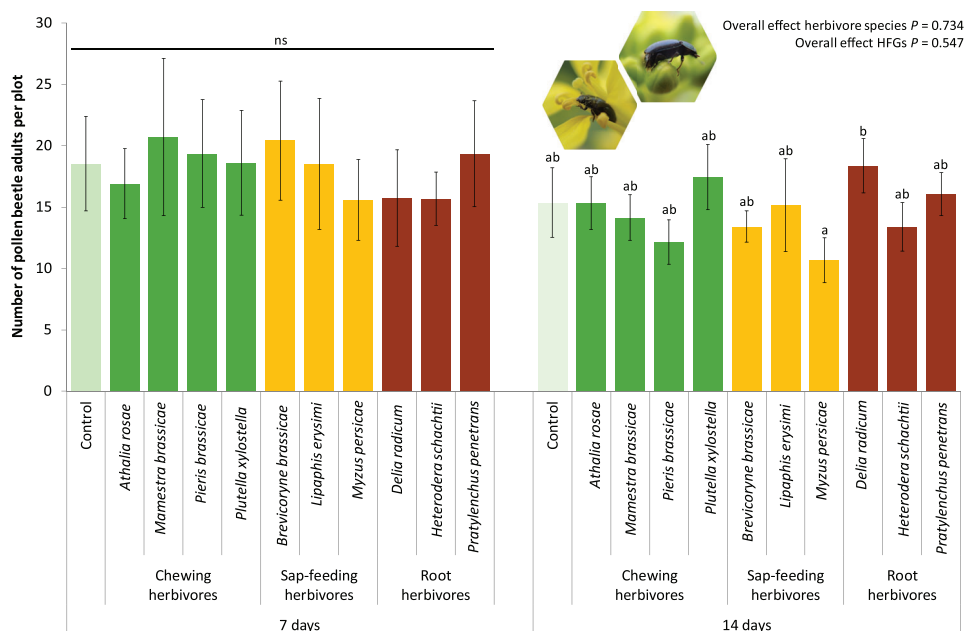 Number of pollen beetle adults per plot
30
25
20
15
10
5
0
ns
Overall effect herbivore species P = 0.734
Overall effect HFGs P = 0.547
ab
ab
ab
ab
ab
ab
ab
a
b
ab
ab
Control
Athalia rosae
Mamestra brassicae
Pieris brassicae
Plutella xylostella
Brevicoryne brassicae
Lipaphis erysimi
Myzus persicae
Delia radicum
Heterodera schachtii
Pratylenchus penetrans
Control
Athalia rosae
Mamestra brassicae
Pieris brassicae
Plutella xylostella
Brevicoryne brassicae
Lipaphis erysimi
Myzus persicae
Delia radicum
Heterodera schachtii
Pratylenchus penetrans
Chewing
herbivores
Sap-feeding
herbivores
Root
herbivores
Chewing
herbivores
Sap-feeding
herbivores
Root
herbivores
7 days
14 days